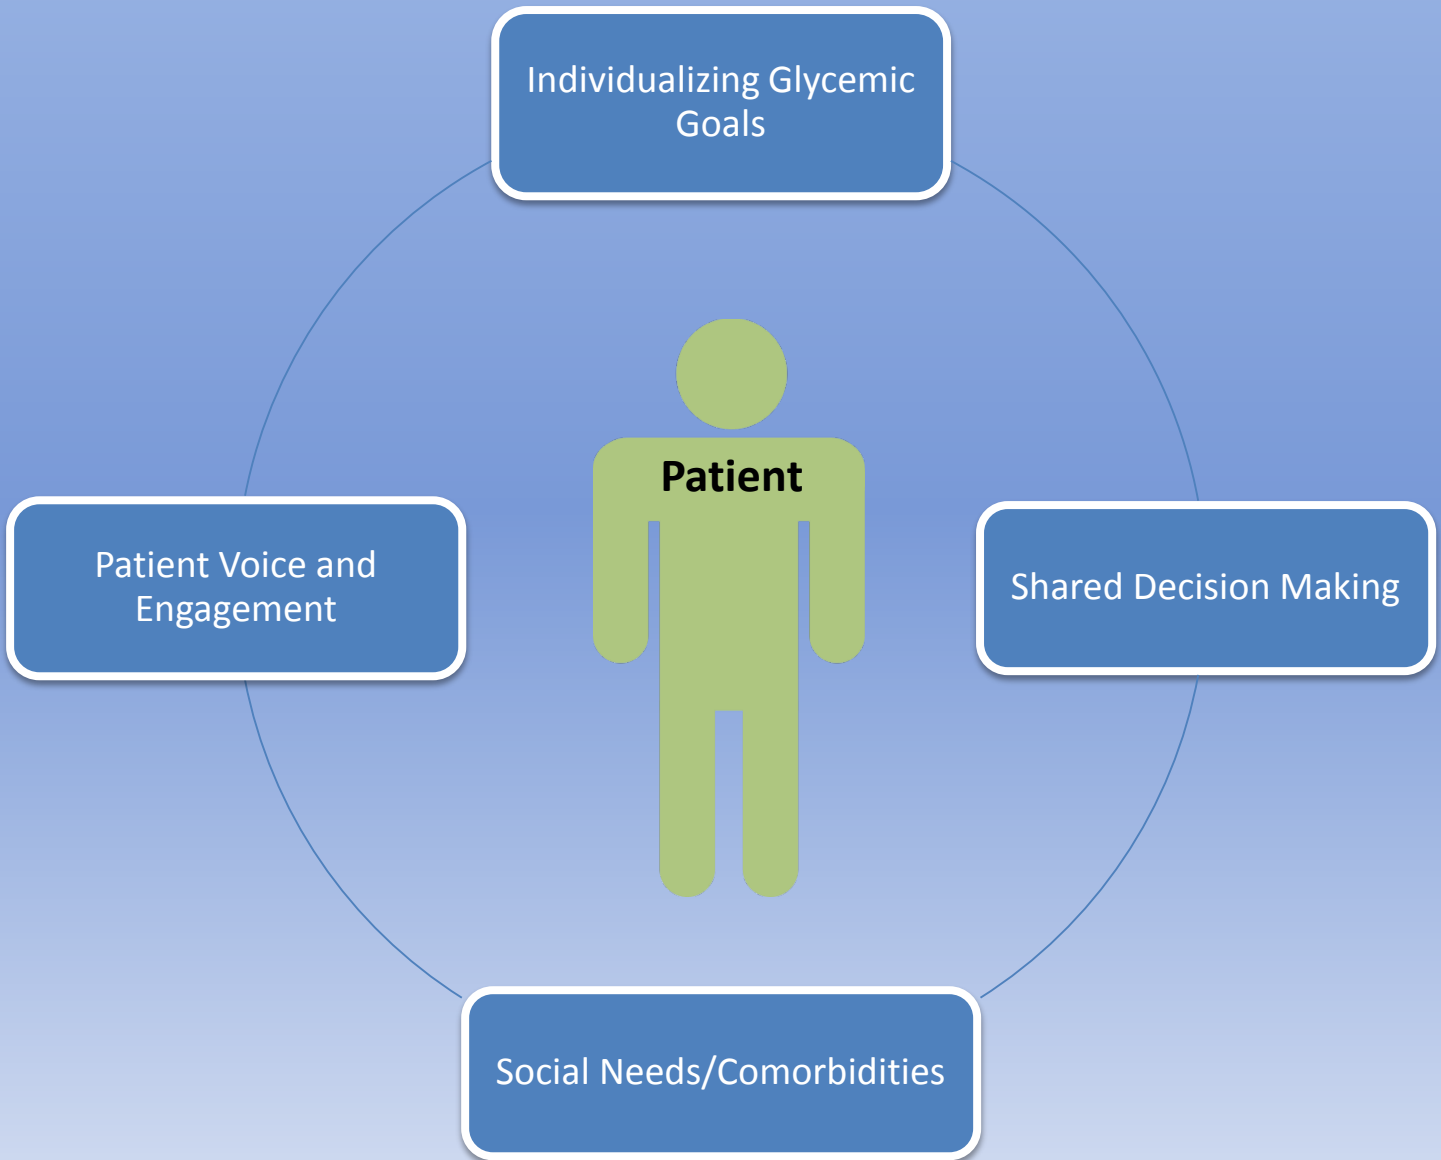 Individualizing Glycemic
Goals
Patient
Patient Voice and
Engagement
Shared Decision Making
Social Needs/Comorbidities